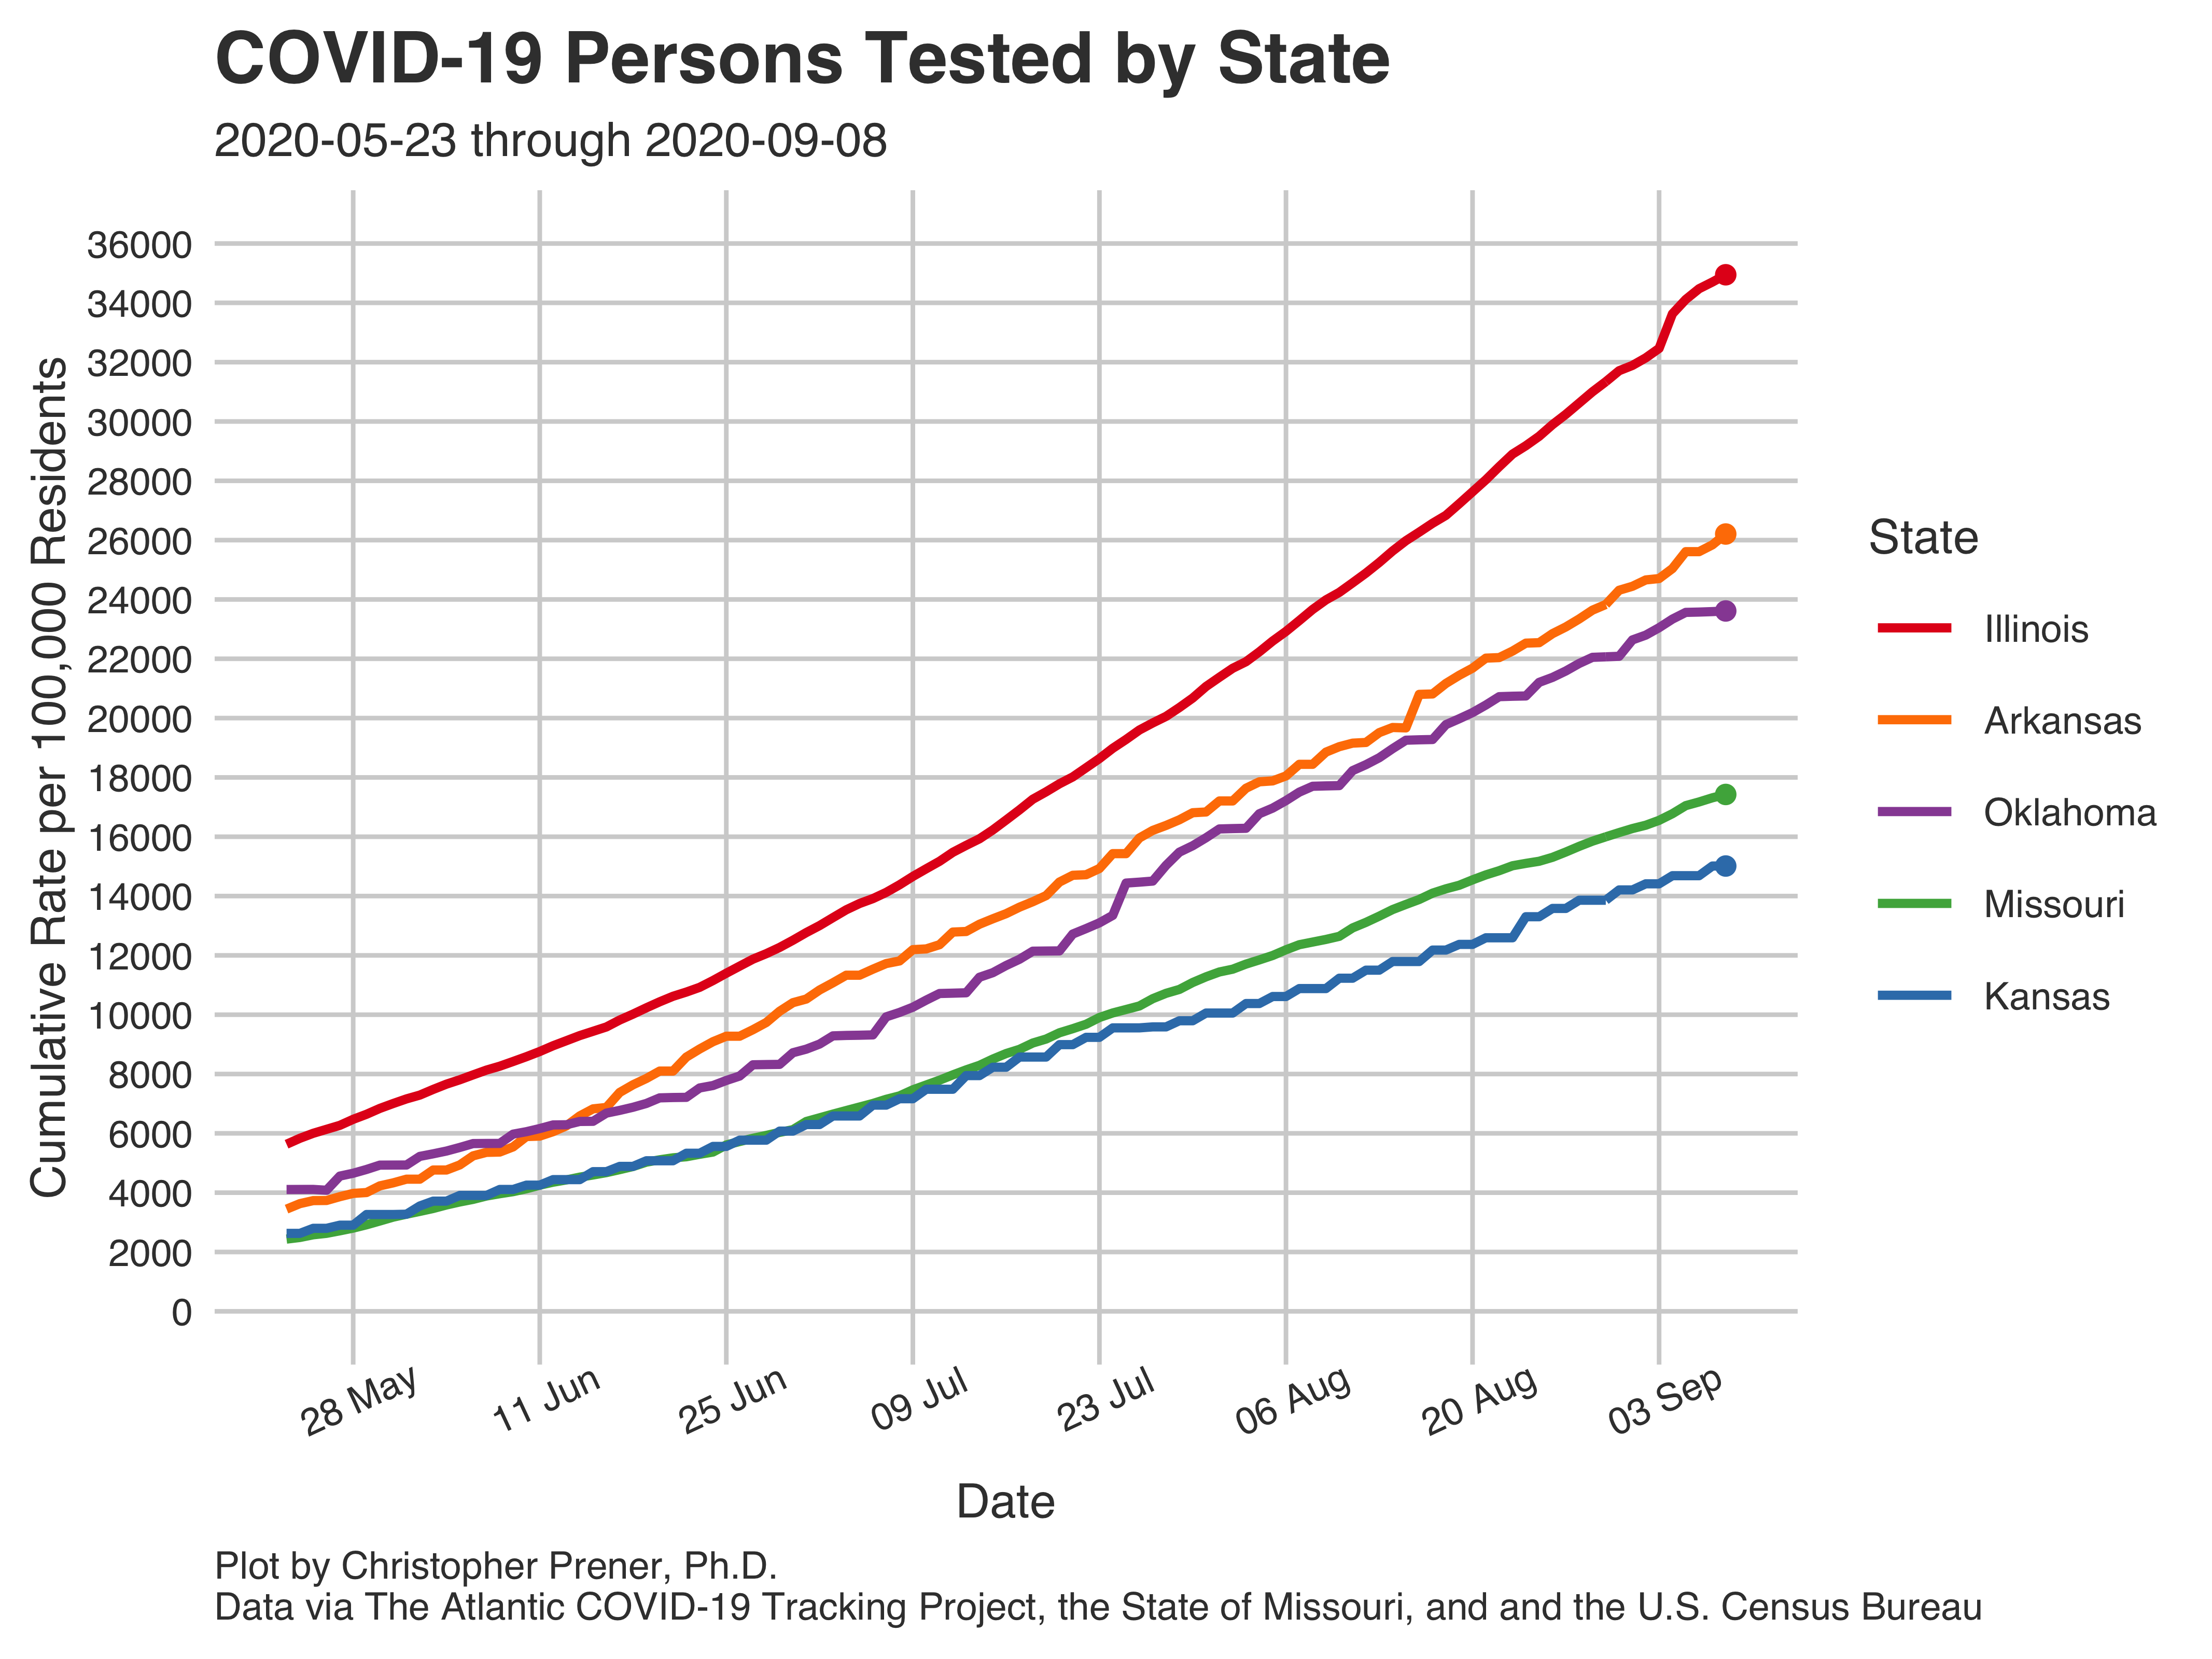 COVID-19 Persons Tested by State
2020-05-23 through 2020-09-08
Cumulative Rate per 100,000 Residents
36000
34000
32000
30000
28000
26000
24000
22000
20000
18000
16000
14000
12000
10000
8000
6000
4000
2000
0
28 May
11 Jun
25 Jun
09 Jul
23 Jul
06 Aug
20 Aug
03 Sep
Date
State
Illinois
Arkansas
Oklahoma
Missouri
Kansas
Plot by Christopher Prener, Ph.D.
Data via The Atlantic COVID-19 Tracking Project, the State of Missouri, and and the U.S. Census Bureau